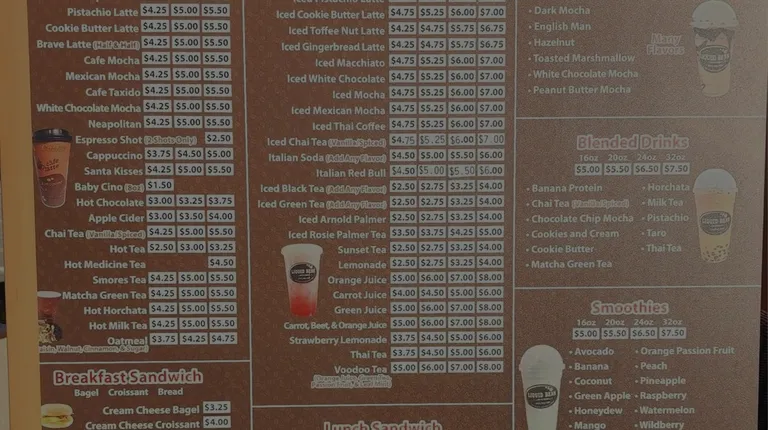 Pistachio Latte $4.25 $5.00 $5.50
Cookie Butter Latte $4.25 $5.00 $5.50
Brave Latte (Half & Half) $4.25 $5.00 $5.50
Cafe Mocha $4.25 $5.00 $5.50
Mexican Mocha $4.25 $5.00 $5.50
Cafe Taxido $4.25 $5.00 $5.50
White Chocolate Mocha $4.25 $5.00 $5.50
Neapolitan $4.25 $5.00 $5.50
Espresso Shot (2 Shots Only) $2.50
Cappuccino $3.75 $4.50 $5.00
Santa Kisses $4.25 $5.00 $5.50
Baby Cino (8oz) $1.50
Hot Chocolate $3.00 $3.25 $3.75
Apple Cider $3.00 $3.50 $4.00
Chai Tea (Vanilla/Spiced) $4.25 $5.00 $5.50
Hot Tea $2.50 $3.00 $3.25
Hot Medicine Tea $4.50
Smores Tea $4.25 $5.00 $5.50
Matcha Green Tea $4.25 $5.00 $5.50
Hot Horchata $4.25 $5.00 $5.50
Hot Milk Tea $4.25 $5.00 $5.50
Oatmeal $3.75 $4.25 $4.75
Walnut, Cinnamon, & Sugar)
Breakfast Sandwich
Bagel Croissant Bread
Cream Cheese Bagel $3.25
Cream Cheese Croissant $4.00
Iced Pistachio Latte
Iced Cookie Butter Latte $4.75 $5.25 $6.00 $7.00
Iced Toffee Nut Latte $4.25 $4.75 $5.75 $6.75
Iced Gingerbread Latte $4.25 $4.75 $5.75 $6.75
Iced Macchiato $4.75 $5.25 $6.00 $7.00
Iced White Chocolate $4.75 $5.25 $6.00 $7.00
Iced Mocha $4.75 $5.25 $6.00 $7.00
Iced Mexican Mocha $4.75 $5.25 $6.00 $7.00
Iced Thai Coffee $4.75 $5.25 $6.00 $7.00
Iced Chai Tea (Vanilla/Spiced) $4.75 $5.25 $6.00 $7.00
Italian Soda (Add Any Flavor) $4.50 $5.00 $5.50 $6.00
Italian Red Bull $4.50 $5.00 $5.50 $6.00
Iced Black Tea (Add Any Flavor) $2.50 $2.75 $3.25 $4.00
Iced Green Tea (Add Any Flavor) $2.50 $2.75 $3.25 $4.00
Iced Arnold Palmer $2.50 $2.75 $3.25 $4.00
Iced Rosie Palmer Tea $3.50 $3.75 $4.25 $5.00
Sunset Tea $2.50 $2.75 $3.25 $4.00
Lemonade $2.50 $2.75 $3.25 $4.00
Orange Juice $5.00 $6.00 $7.00 $8.00
Carrot Juice $4.00 $4.50 $5.00 $6.00
Green Juice $5.00 $6.00 $7.00 $8.00
Carrot, Beet, & Orange Juice $5.00 $6.00 $7.00 $8.00
Strawberry Lemonade $3.75 $4.50 $5.00 $6.00
Thai Tea $3.75 $4.50 $5.00 $6.00
Voodoo Tea $5.00 $6.00 $7.00 $8.00
Lunch Sandwich
• Dark Mocha
• English Man
• Hazelnut
• Toasted Marshmallow
• White Chocolate Mocha
• Peanut Butter Mocha
Many
Flavors
Blended Drinks
16oz 20oz 24oz 32oz
$5.00 $5.50 $6.50 $7.50
• Banana Protein
• Chai Tea (Vanilla/Spiced)
• Chocolate Chip Mocha
• Cookies and Cream
• Cookie Butter
• Matcha Green Tea
• Horchata
• Milk Tea
• Pistachio
• Taro
• Thai Tea
Smoothies
16oz 20oz 24oz 32oz
$5.00 $5.50 $6.50 $7.50
• Avocado
• Banana
• Coconut
• Green Apple
• Honeydew
• Mango
• Orange Passion Fruit
• Peach
• Pineapple
• Raspberry
• Watermelon
• Wildberry